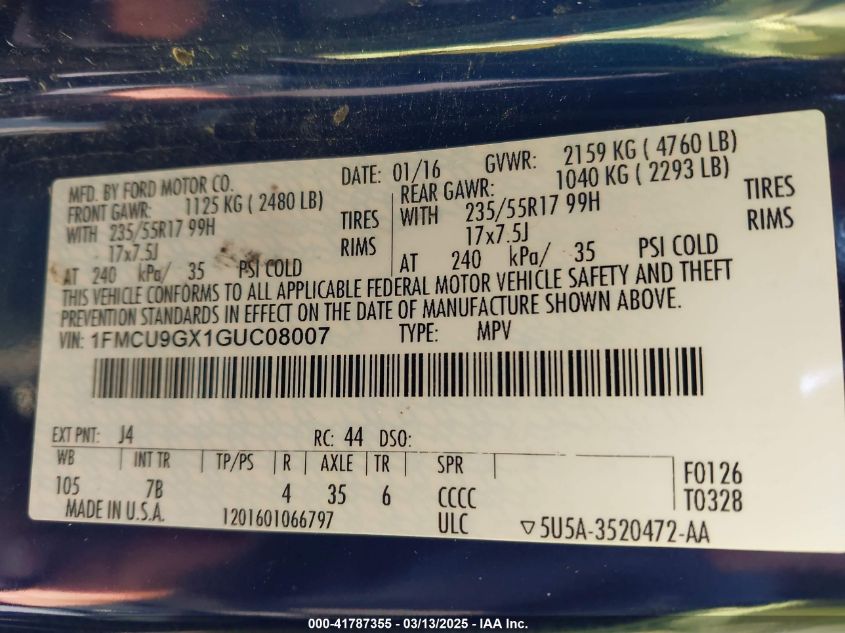 MFD. BY FORD MOTOR CO. DATE: 01/16 GVWR: 2159 KG ( 4760 LB)
FRONT GAWR: 1125 KG ( 2480 LB) REAR GAWR: 1040 KG ( 2293 LB)
WITH 235/55R17 99H TIRES WITH 235/55R17 99H TIRES
17x7.5J RIMS 17x7.5J RIMS
AT 240 kPa/ 35 PSI COLD AT 240 kPa/ 35 PSI COLD
THIS VEHICLE CONFORMS TO ALL APPLICABLE FEDERAL MOTOR VEHICLE SAFETY AND THEFT
PREVENTION STANDARDS IN EFFECT ON THE DATE OF MANUFACTURE SHOWN ABOVE.
VIN: 1FMCU9GX1GUC08007 TYPE: MPV
EXT PNT: J4 RC: 44 DSO:
WB INT TR TP/PS R AXLE TR SPR F0126
105 7B 4 35 6 CCCC T0328
MADE IN U.S.A. 1201601066797 ULC ▽5U5A-3520472-AA
000-41787355 - 03/13/2025 - IAA Inc.